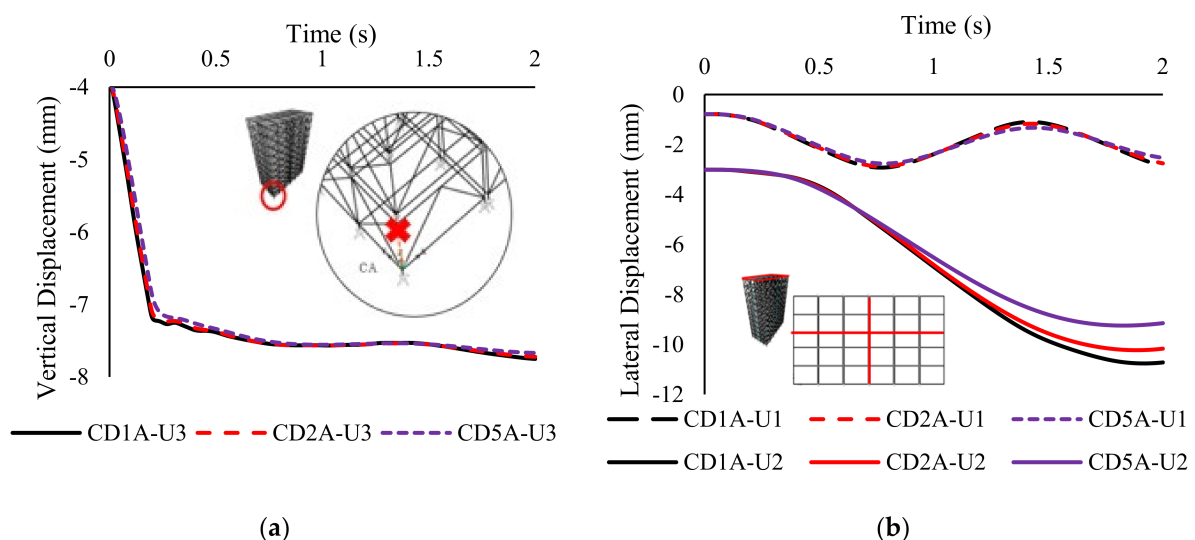 Time (s)
0 0.5 1 1.5 2
Vertical Displacement (mm)
-4
-5
-6
-7
-8
CA
CD1A-U3 CD2A-U3 CD5A-U3
(a)
Time (s)
0 0.5 1 1.5 2
Lateral Displacement (mm)
0
-2
-4
-6
-8
-10
-12
CD1A-U1 CD2A-U1 CD5A-U1
CD1A-U2 CD2A-U2 CD5A-U2
(b)